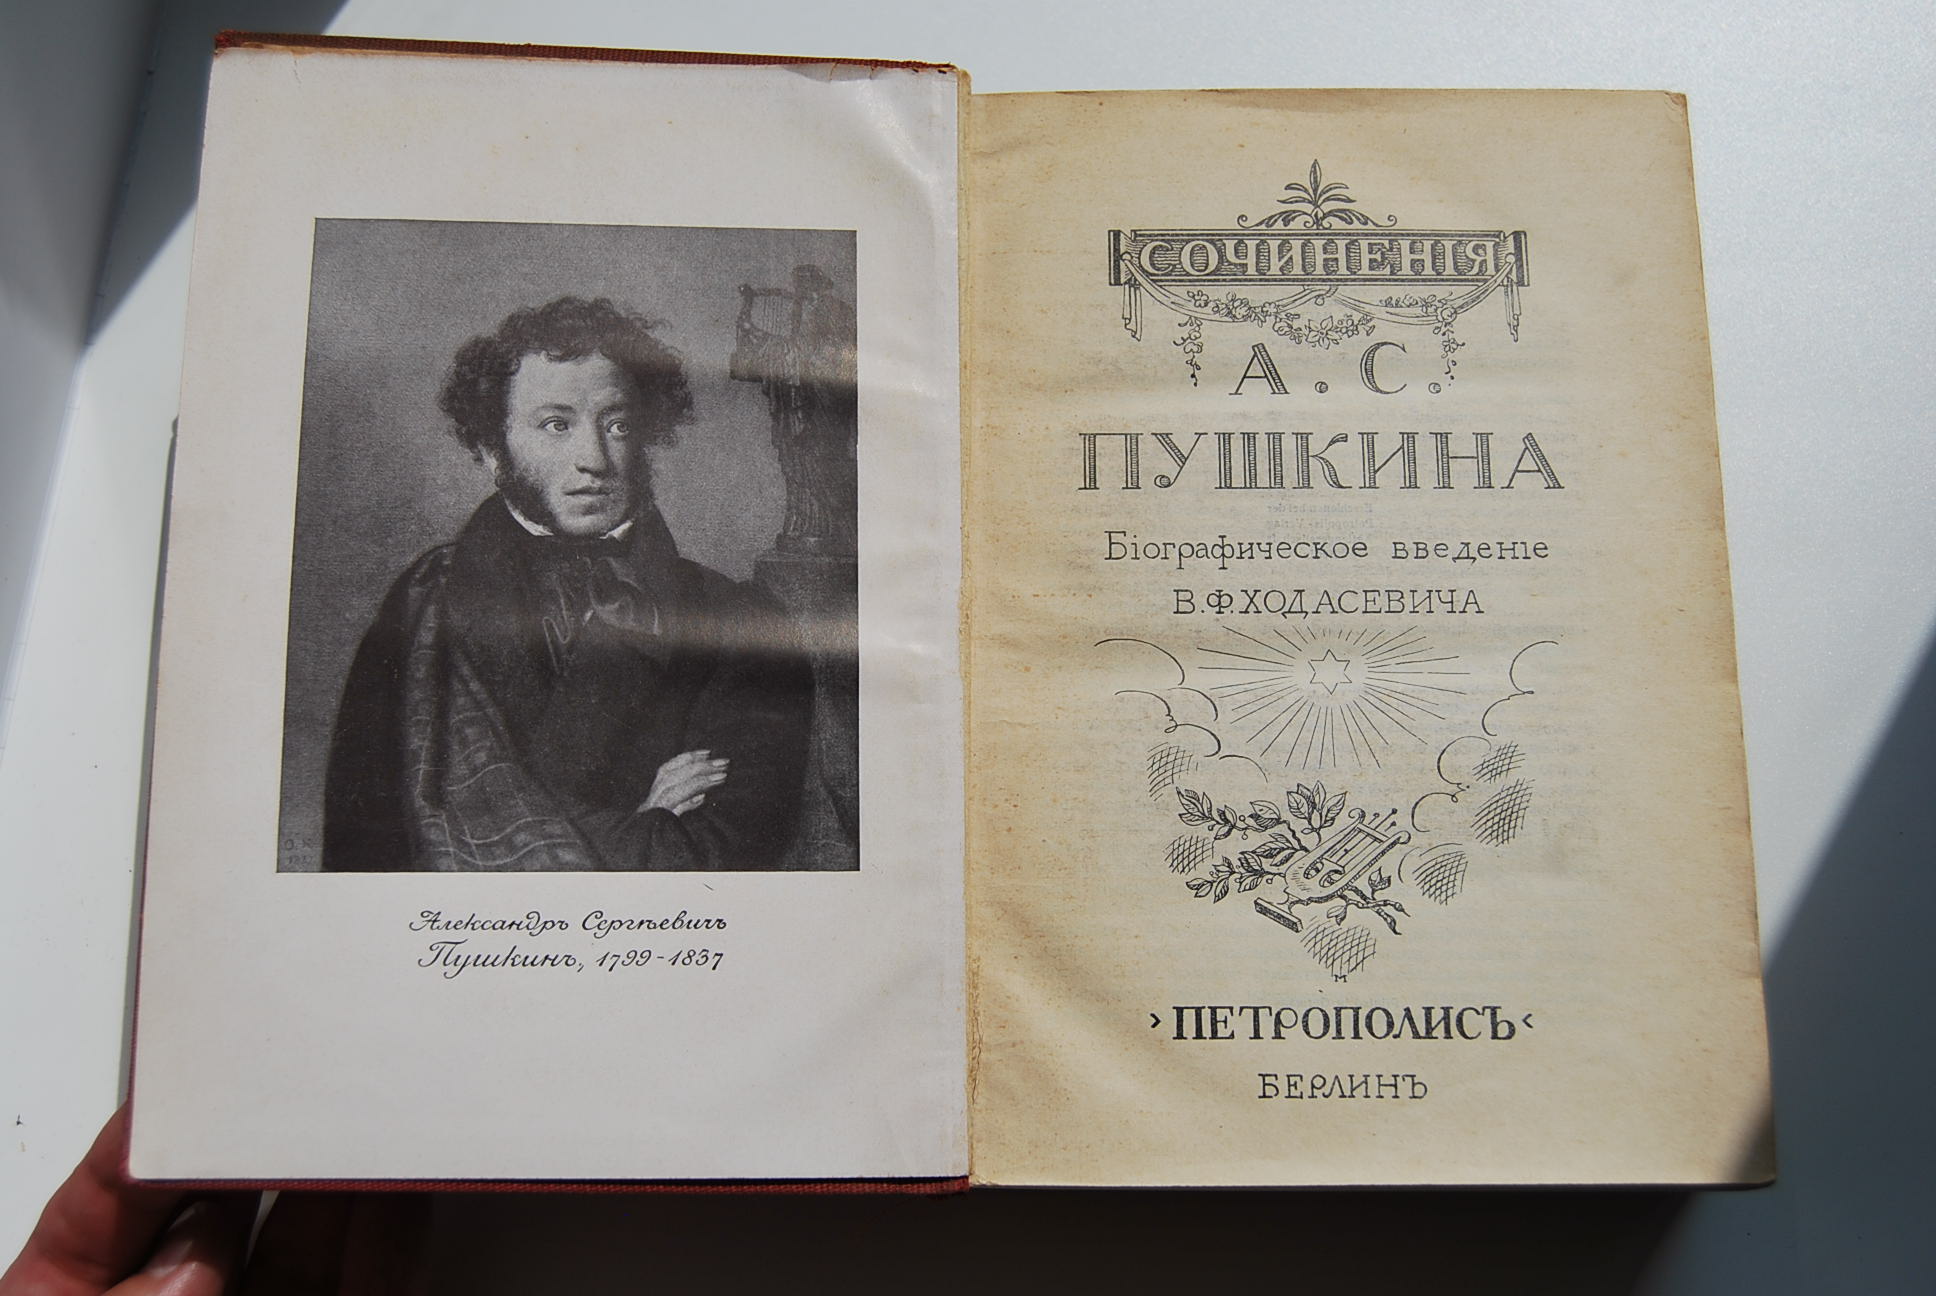 Александръ Сергѣевичъ
Пушкинъ, 1799-1837
СОЧИНЕНІЯ
А. С.
ПУШКИНА
Біографическое введеніе
В.Ф.ХОДАСЕВИЧА
М
›ПЕТРОПОЛИСЪ‹
БЕРЛИНЪ